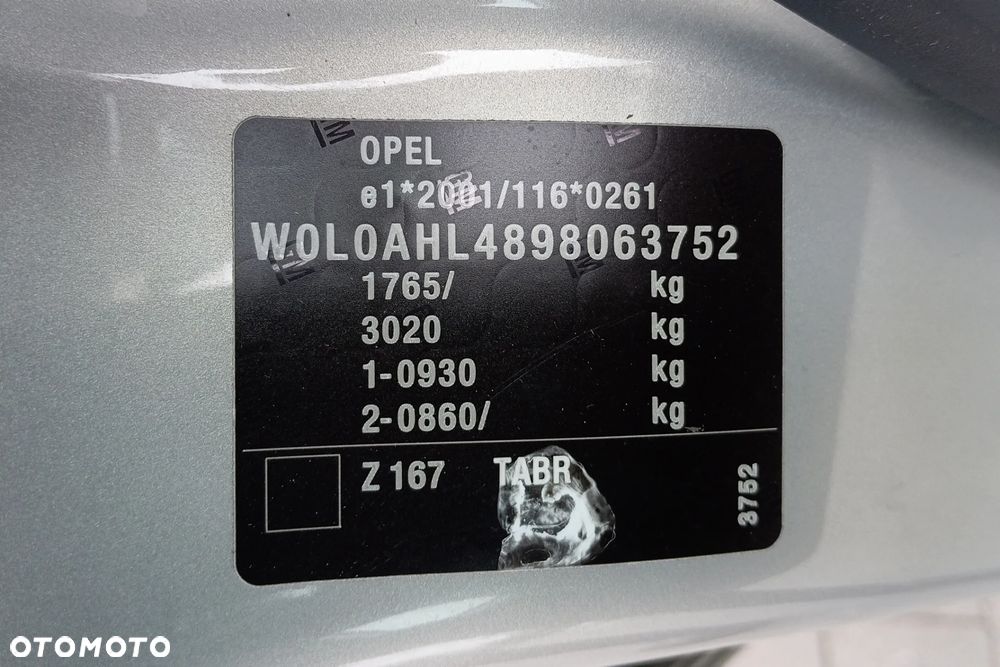 OPEL
e1*2001/116*0261
W0L0AHL4898063752
1765/ kg
3020 kg
1-0930 kg
2-0860/ kg
Z 167 TABR
3752
OTOMOTO